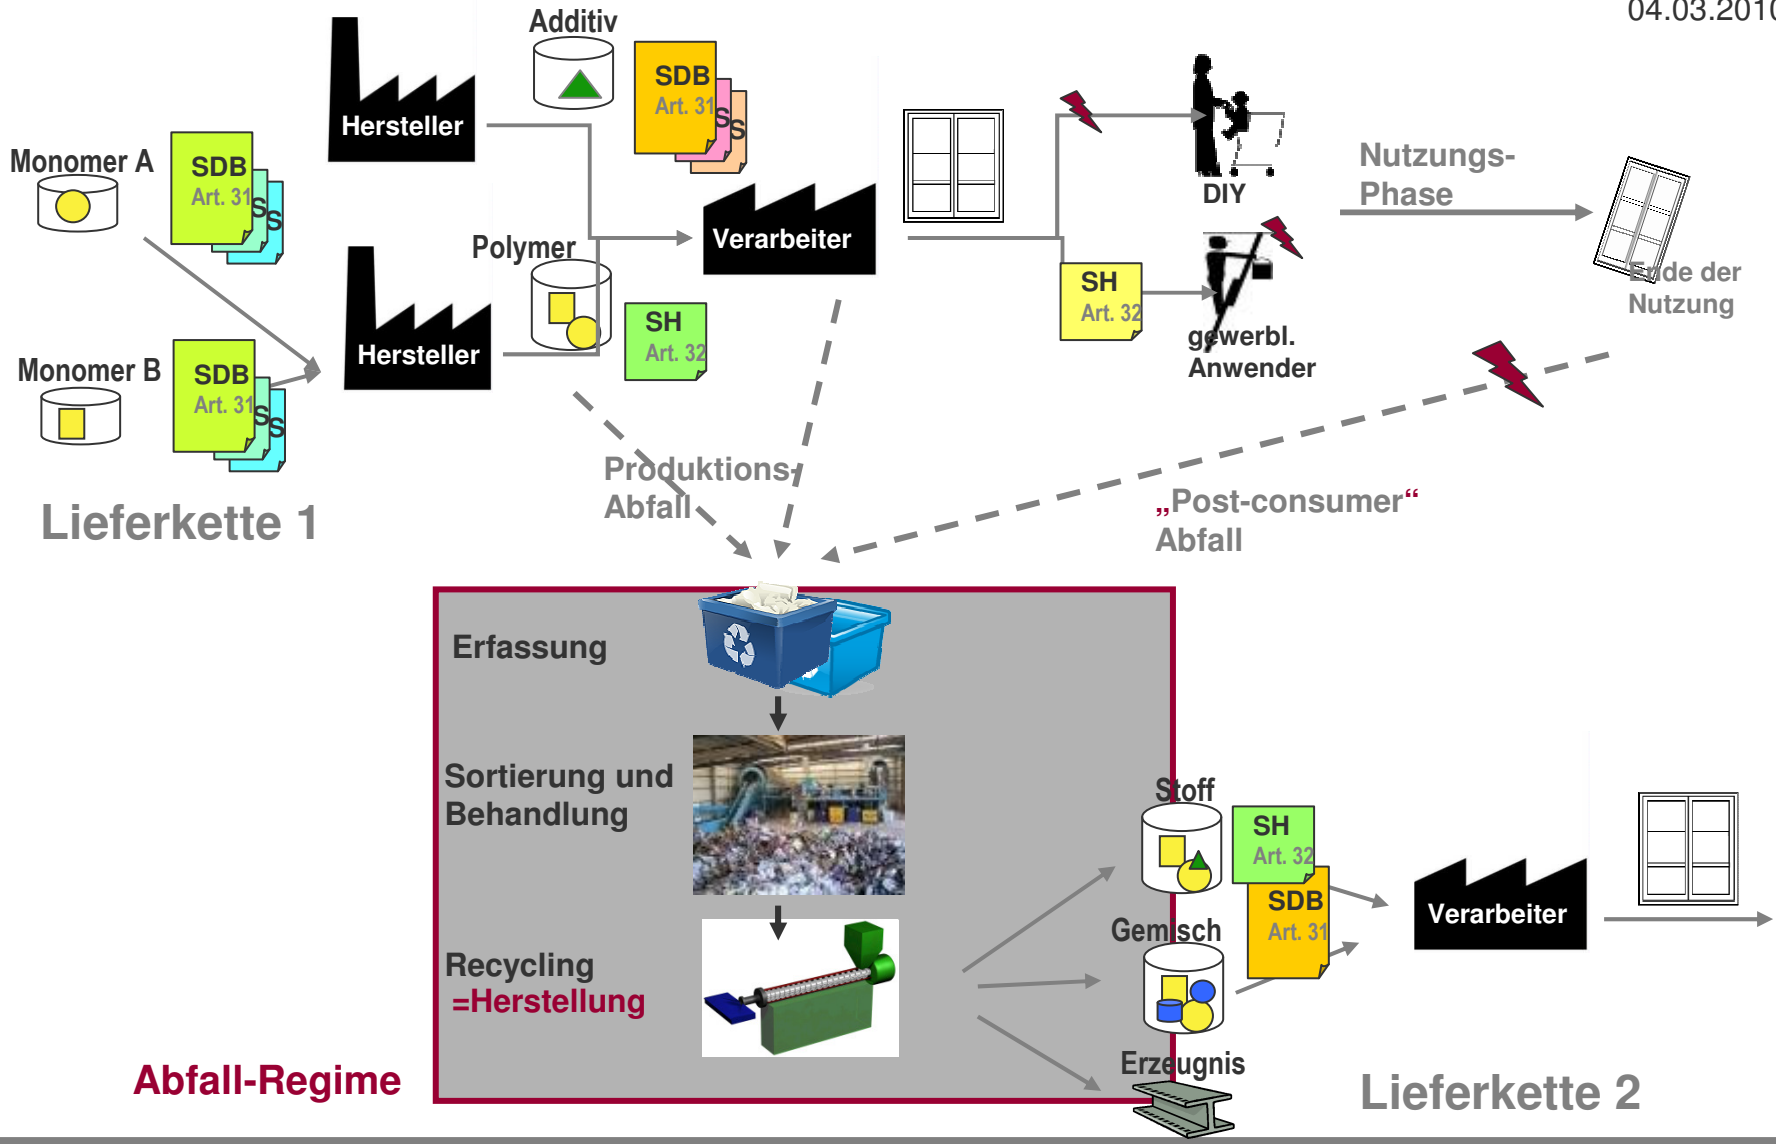 04.03.2010
Additiv
SDB
Art. 31
S
S
Hersteller
Monomer A
SDB
Art. 31
S
S
DIY
Nutzungs-
Phase
Polymer
Verarbeiter
SH
Art. 32
Ende der
Nutzung
SH
Art. 32
Hersteller
gewerbl.
Anwender
Monomer B
SDB
Art. 31
S
S
Produktions-
Abfall
„Post-consumer“
Abfall
Lieferkette 1
Erfassung
Sortierung und
Behandlung
Stoff
SH
Art. 32
SDB
Art. 31
Verarbeiter
Gemisch
Recycling
=Herstellung
Erzeugnis
Abfall-Regime
Lieferkette 2